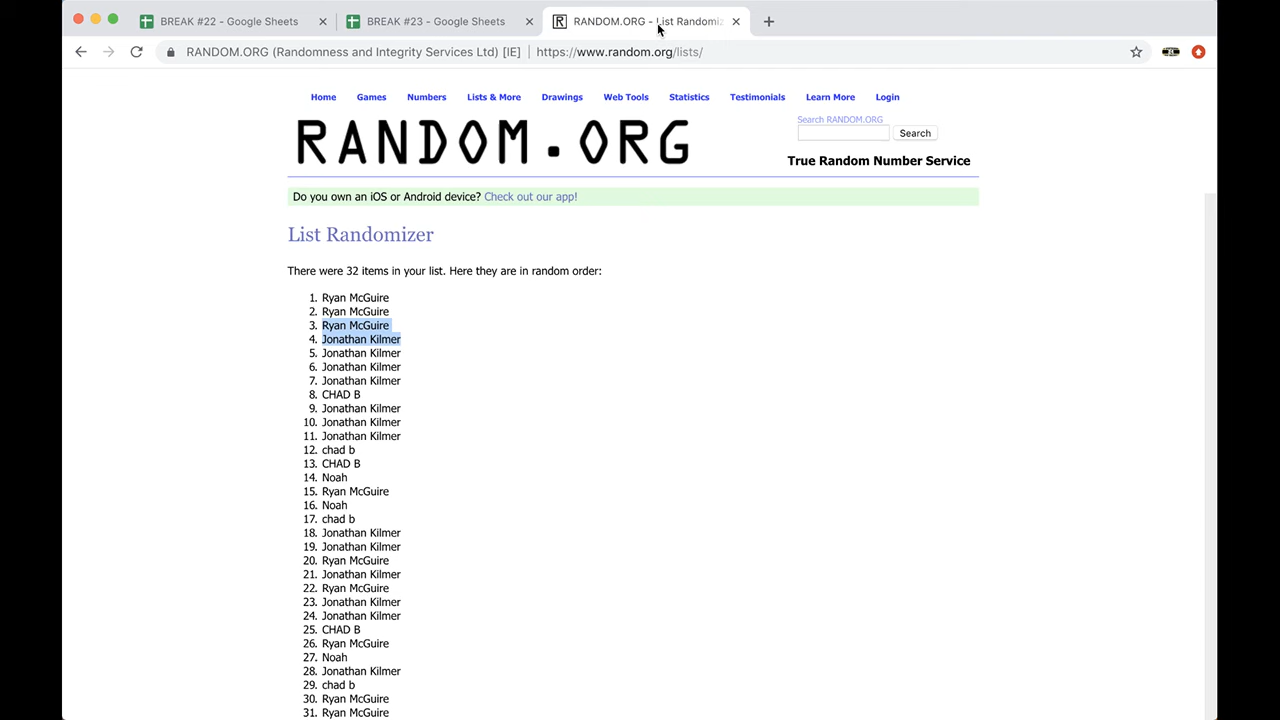 BREAK #22 - Google Sheets
BREAK #23 - Google Sheets
RANDOM.ORG - List Randomiz
RANDOM.ORG (Randomness and Integrity Services Ltd) [IE] https://www.random.org/lists/
Home Games Numbers Lists & More Drawings Web Tools Statistics Testimonials Learn More Login
RANDOM.ORG
Search RANDOM.ORG
Search
True Random Number Service
Do you own an iOS or Android device? Check out our app!
List Randomizer
There were 32 items in your list. Here they are in random order:
1. Ryan McGuire
2. Ryan McGuire
3. Ryan McGuire
4. Jonathan Kilmer
5. Jonathan Kilmer
6. Jonathan Kilmer
7. Jonathan Kilmer
8. CHAD B
9. Jonathan Kilmer
10. Jonathan Kilmer
11. Jonathan Kilmer
12. chad b
13. CHAD B
14. Noah
15. Ryan McGuire
16. Noah
17. chad b
18. Jonathan Kilmer
19. Jonathan Kilmer
20. Ryan McGuire
21. Jonathan Kilmer
22. Ryan McGuire
23. Jonathan Kilmer
24. Jonathan Kilmer
25. CHAD B
26. Ryan McGuire
27. Noah
28. Jonathan Kilmer
29. chad b
30. Ryan McGuire
31. Ryan McGuire